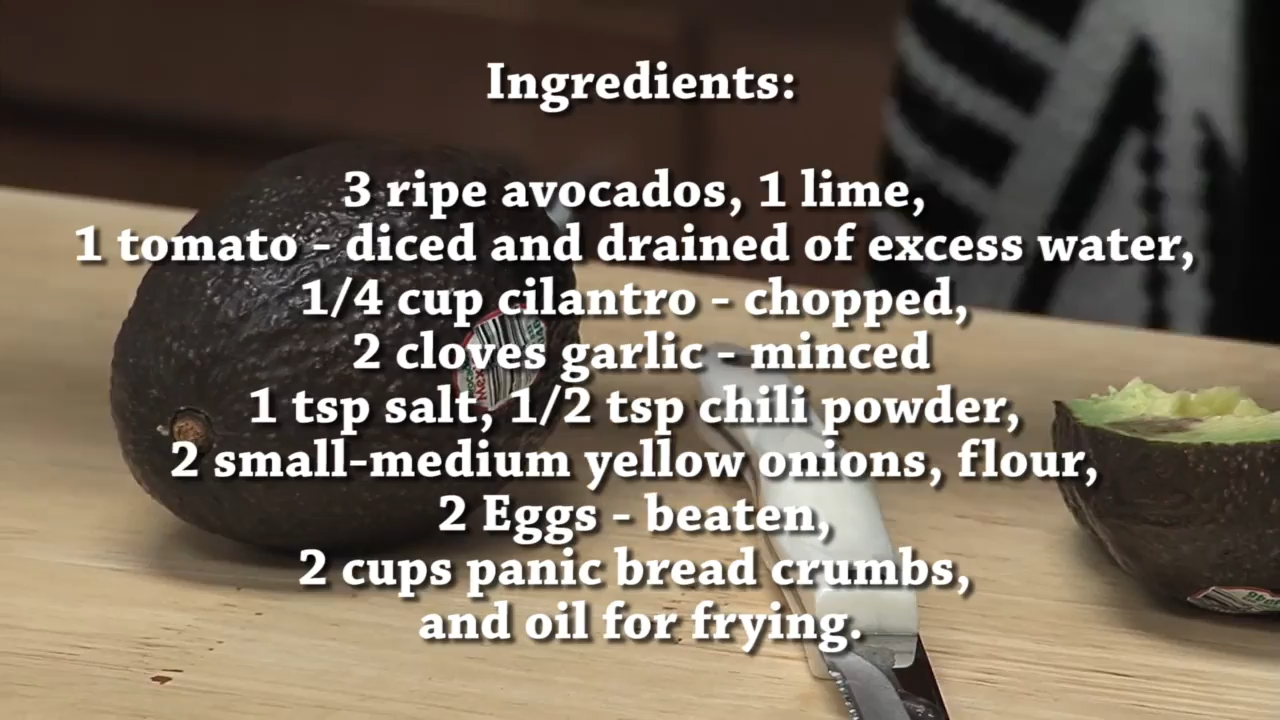 Ingredients:
3 ripe avocados, 1 lime,
1 tomato - diced and drained of excess water,
1/4 cup cilantro - chopped,
2 cloves garlic - minced
1 tsp salt, 1/2 tsp chili powder,
2 small-medium yellow onions, flour,
2 Eggs - beaten,
2 cups panic bread crumbs,
and oil for frying.